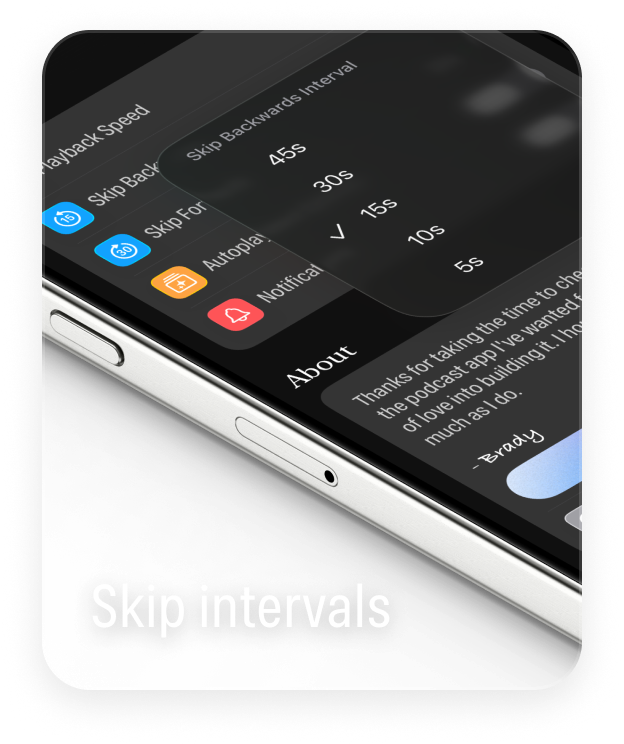 Playback Speed
Skip Back
15
Skip For
30
Autoplay
Notificat
Skip Backwards Interval
45s
30s
15s
10s
5s
About
Thanks for taking the time to che
the podcast app I've wanted f
of love into building it. I ho
much as I do.
- Brady
Skip intervals